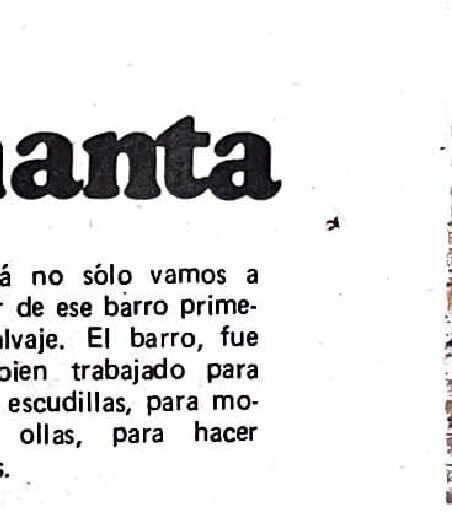 anta
á no sólo vamos a
de ese barro prime-
lvaje. El barro, fue
bien trabajado para
escudillas, para mo-
ollas, para hacer
s.